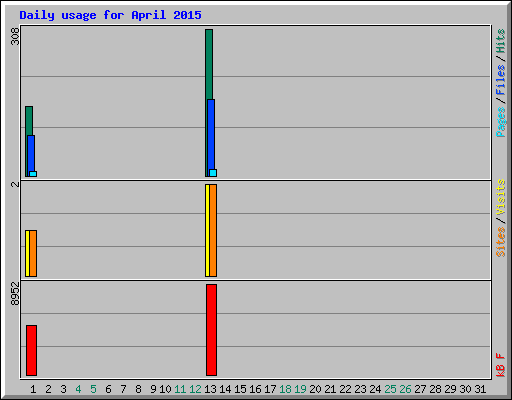 Daily usage for April 2015
308
Pages / Files / Hits
2
Sites / Visits
8952
kB F
1 2 3 4 5 6 7 8 9 10 11 12 13 14 15 16 17 18 19 20 21 22 23 24 25 26 27 28 29 30 31